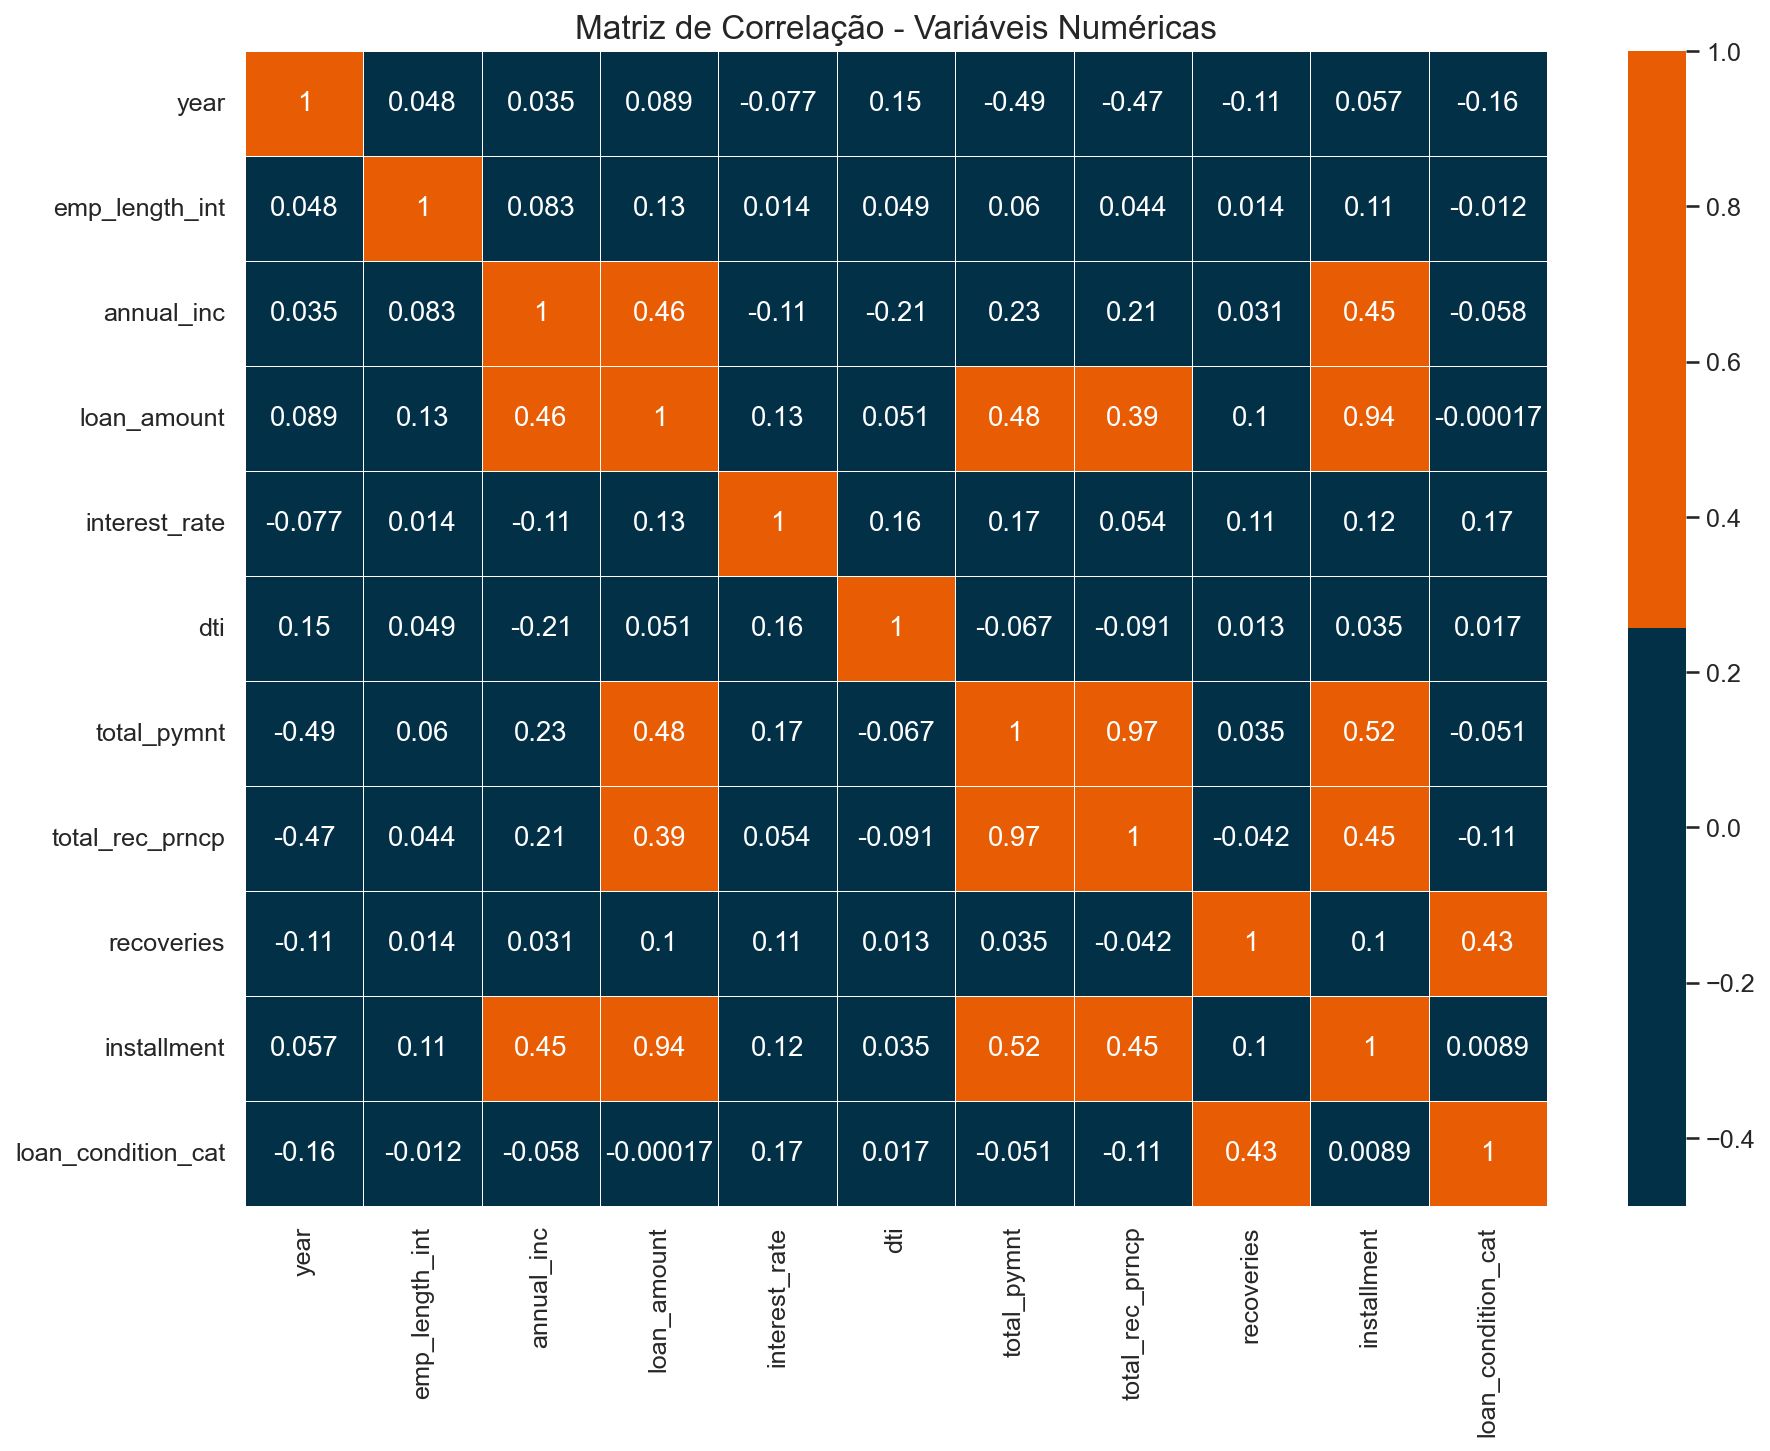 Matriz de Correlação - Variáveis Numéricas
year 1 0.048 0.035 0.089 -0.077 0.15 -0.49 -0.47 -0.11 0.057 -0.16
emp_length_int 0.048 1 0.083 0.13 0.014 0.049 0.06 0.044 0.014 0.11 -0.012
annual_inc 0.035 0.083 1 0.46 -0.11 -0.21 0.23 0.21 0.031 0.45 -0.058
loan_amount 0.089 0.13 0.46 1 0.13 0.051 0.48 0.39 0.1 0.94 -0.00017
interest_rate -0.077 0.014 -0.11 0.13 1 0.16 0.17 0.054 0.11 0.12 0.17
dti 0.15 0.049 -0.21 0.051 0.16 1 -0.067 -0.091 0.013 0.035 0.017
total_pymnt -0.49 0.06 0.23 0.48 0.17 -0.067 1 0.97 0.035 0.52 -0.051
total_rec_prncp -0.47 0.044 0.21 0.39 0.054 -0.091 0.97 1 -0.042 0.45 -0.11
recoveries -0.11 0.014 0.031 0.1 0.11 0.013 0.035 -0.042 1 0.1 0.43
installment 0.057 0.11 0.45 0.94 0.12 0.035 0.52 0.45 0.1 1 0.0089
loan_condition_cat -0.16 -0.012 -0.058 -0.00017 0.17 0.017 -0.051 -0.11 0.43 0.0089 1
year
emp_length_int
annual_inc
loan_amount
interest_rate
dti
total_pymnt
total_rec_prncp
recoveries
installment
loan_condition_cat
1.0
0.8
0.6
0.4
0.2
0.0
−0.2
−0.4